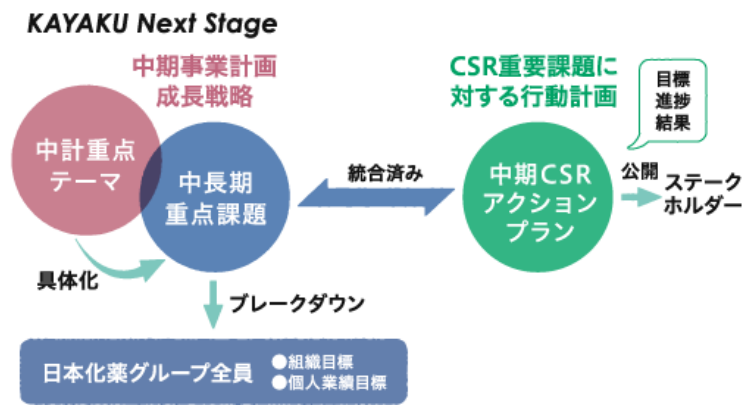 KAYAKU Next Stage
中期事業計画
成長戦略
CSR重要課題に
対する行動計画
目標
進捗
結果
中計重点
テーマ
中長期
重点課題
統合済み
中期CSR
アクション
プラン
公開
ステーク
ホルダー
具体化
ブレークダウン
日本化薬グループ全員
●組織目標
●個人業績目標